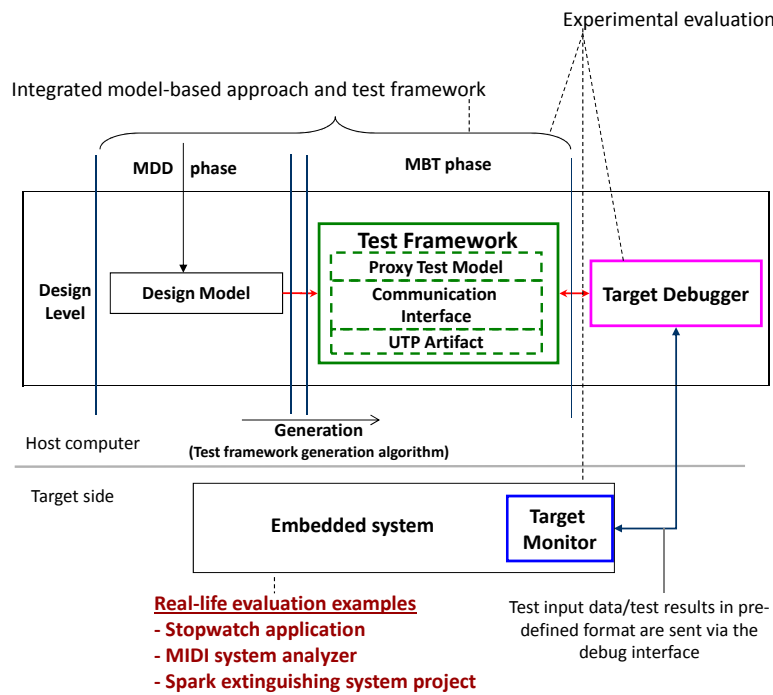 Experimental evaluation
Integrated model-based approach and test framework
MDD phase
MBT phase
Design
Level
Design Model
Test Framework
Proxy Test Model
Communication
Interface
UTP Artifact
Target Debugger
Generation
(Test framework generation algorithm)
Host computer
Target side
Embedded system
Target
Monitor
Real-life evaluation examples
- Stopwatch application
- MIDI system analyzer
- Spark extinguishing system project
Test input data/test results in pre-
defined format are sent via the
debug interface